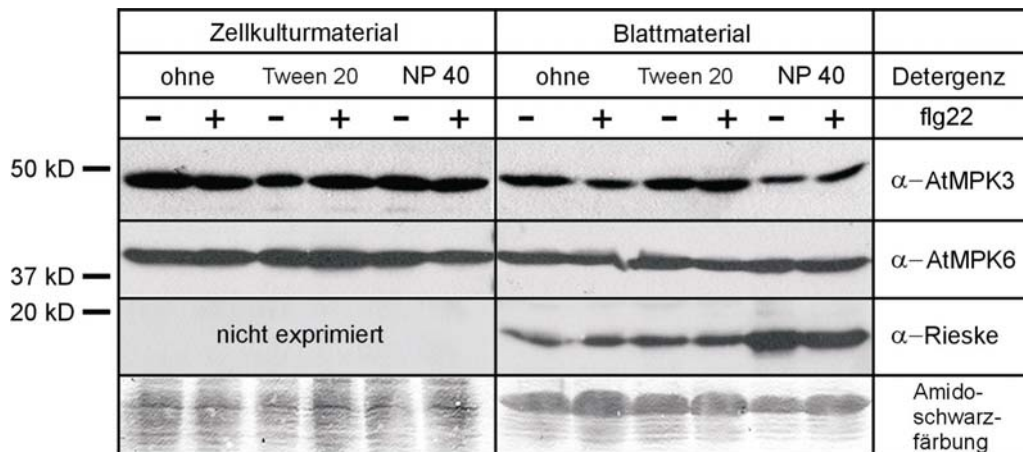 Zellkulturmaterial Blattmaterial
ohne Tween 20 NP 40 ohne Tween 20 NP 40 Detergenz
− + − + − + − + − + − + flg22
50 kD α−AtMPK3
37 kD α−AtMPK6
20 kD
nicht exprimiert α−Rieske
Amido-
schwarz-
färbung